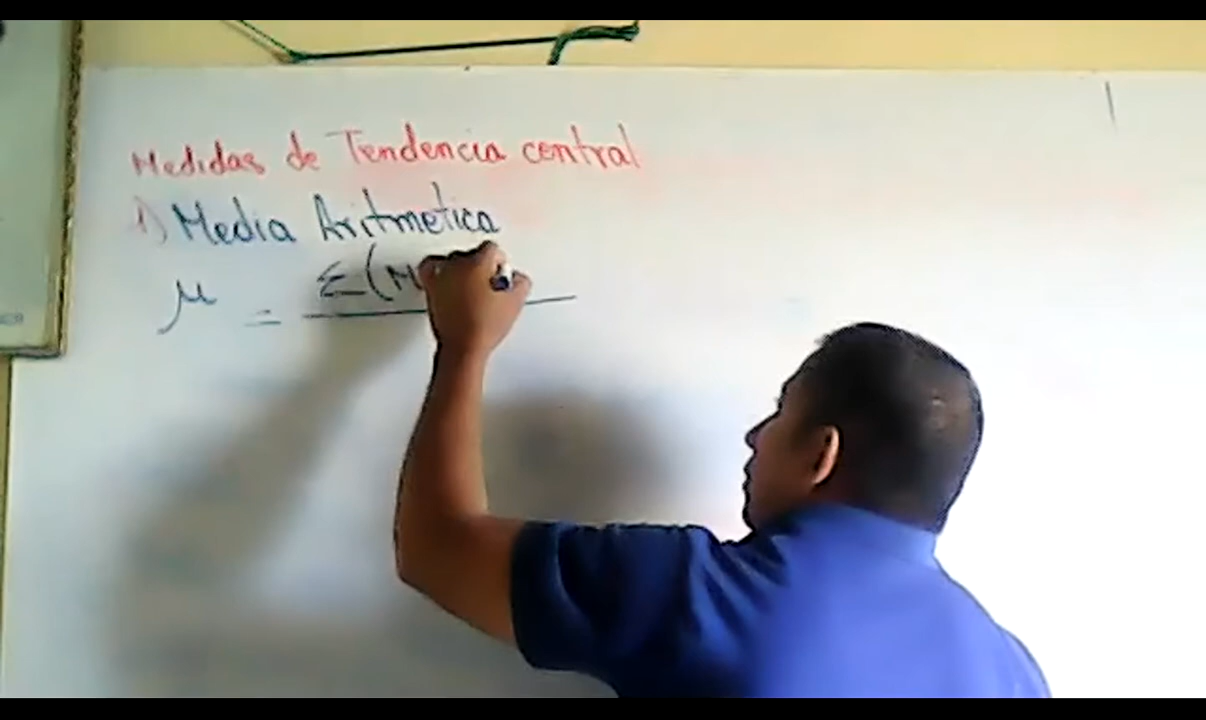 Medidas de Tendencia central
1) Media Aritmetica
μ = Σ(M